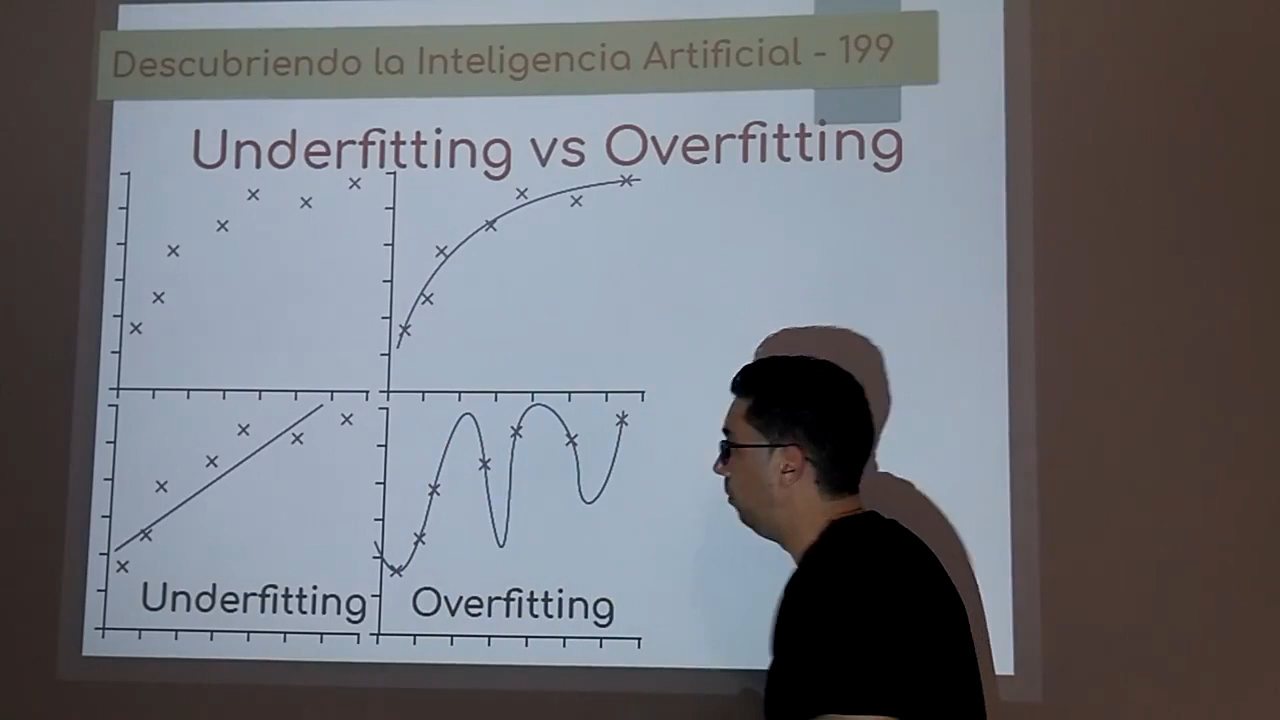 Descubriendo la Inteligencia Artificial - 199
Underfitting vs Overfitting
Underfitting
Overfitting